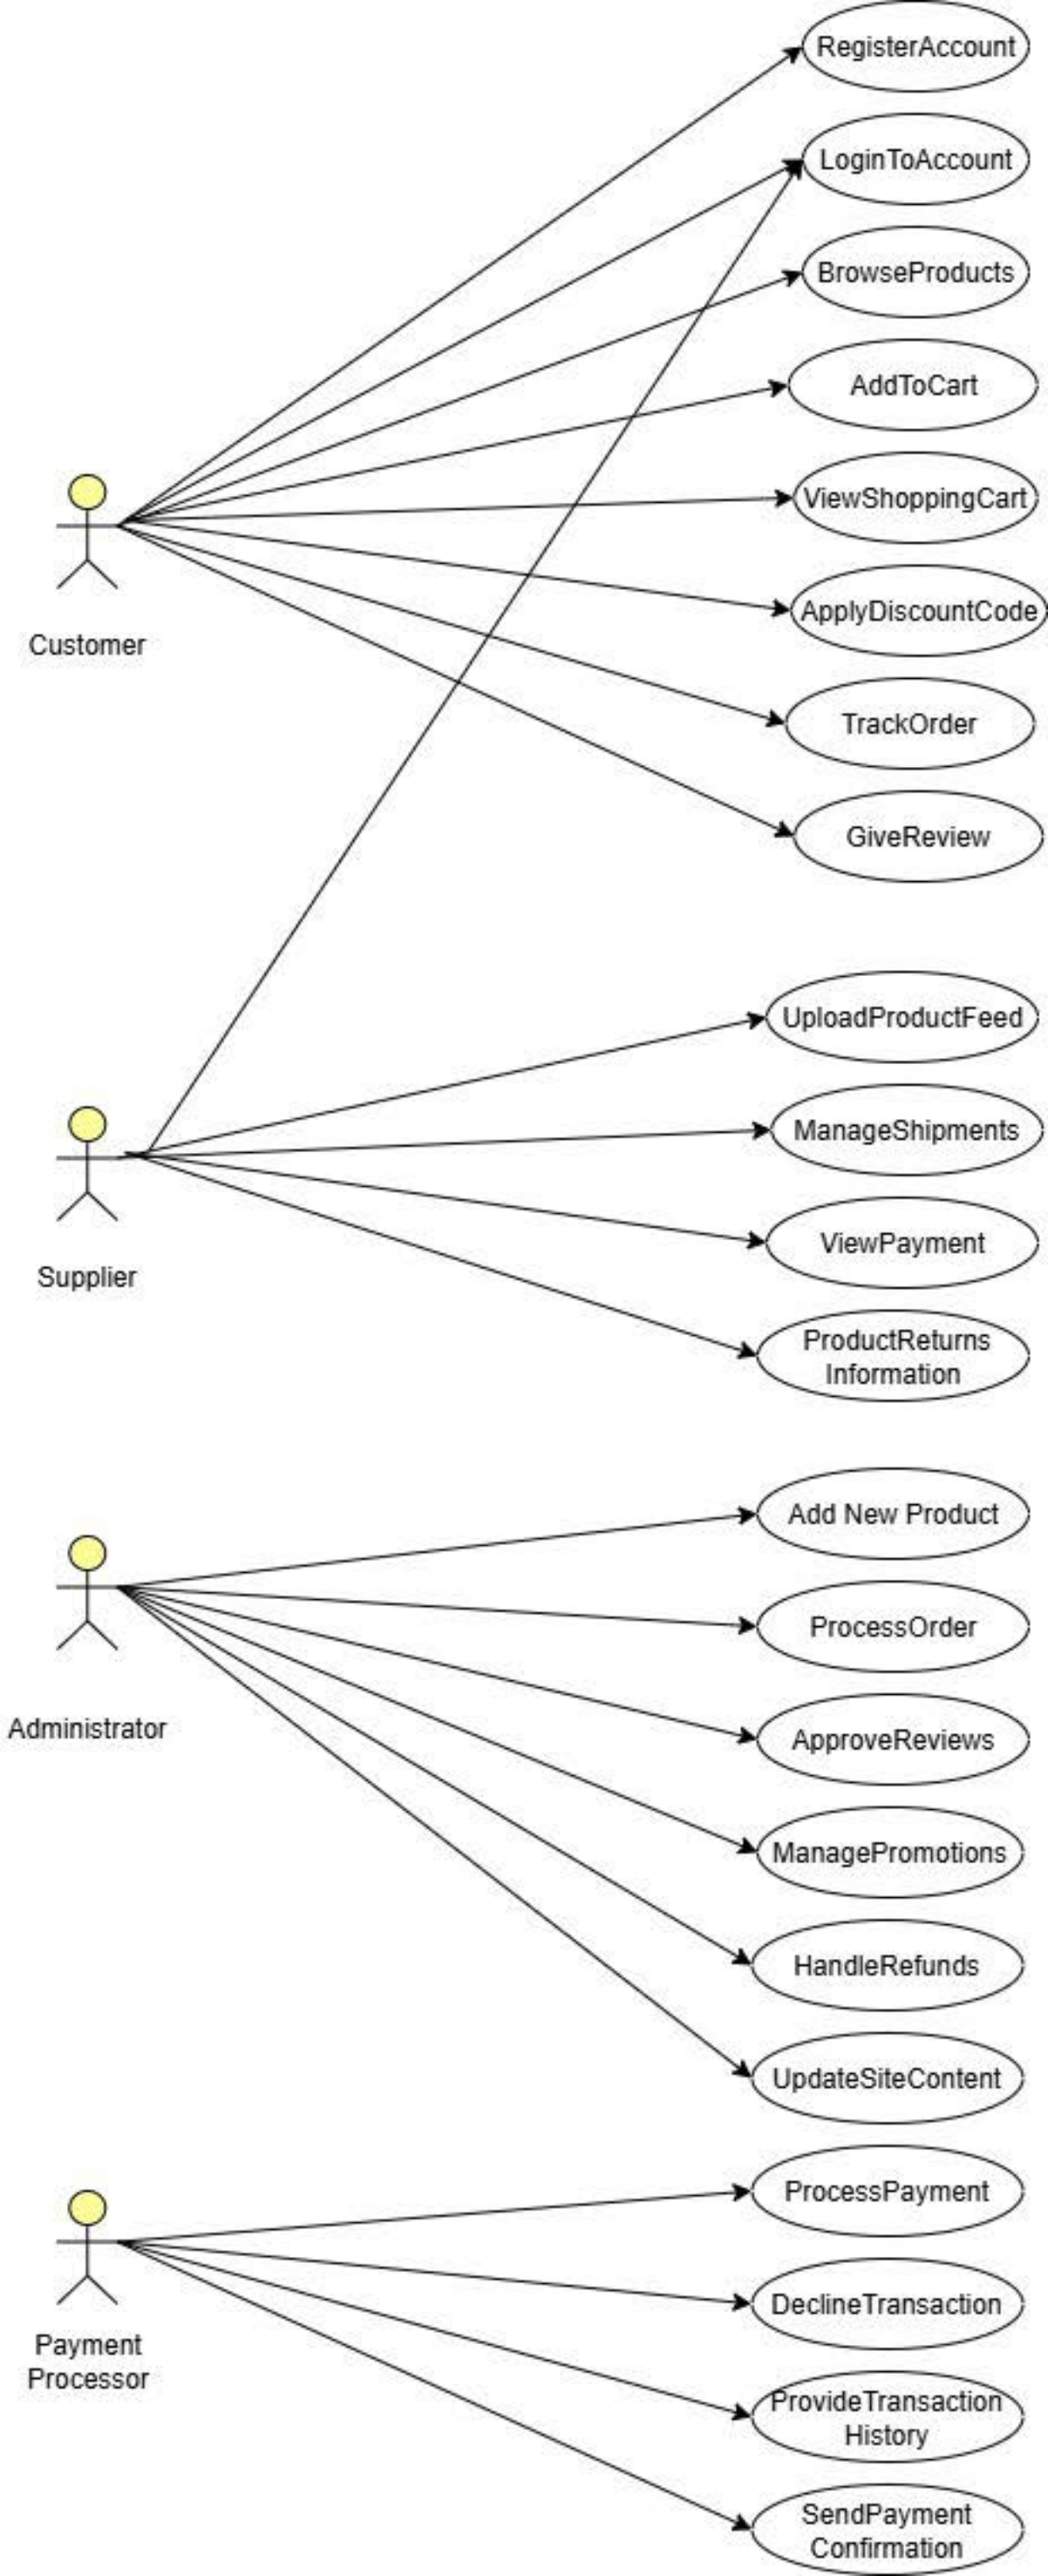 RegisterAccount
LoginToAccount
BrowseProducts
AddToCart
ViewShoppingCart
ApplyDiscountCode
TrackOrder
GiveReview
Customer
UploadProductFeed
ManageShipments
ViewPayment
ProductReturns
Information
Supplier
Add New Product
ProcessOrder
ApproveReviews
ManagePromotions
HandleRefunds
UpdateSiteContent
Administrator
ProcessPayment
DeclineTransaction
ProvideTransaction
History
SendPayment
Confirmation
Payment
Processor